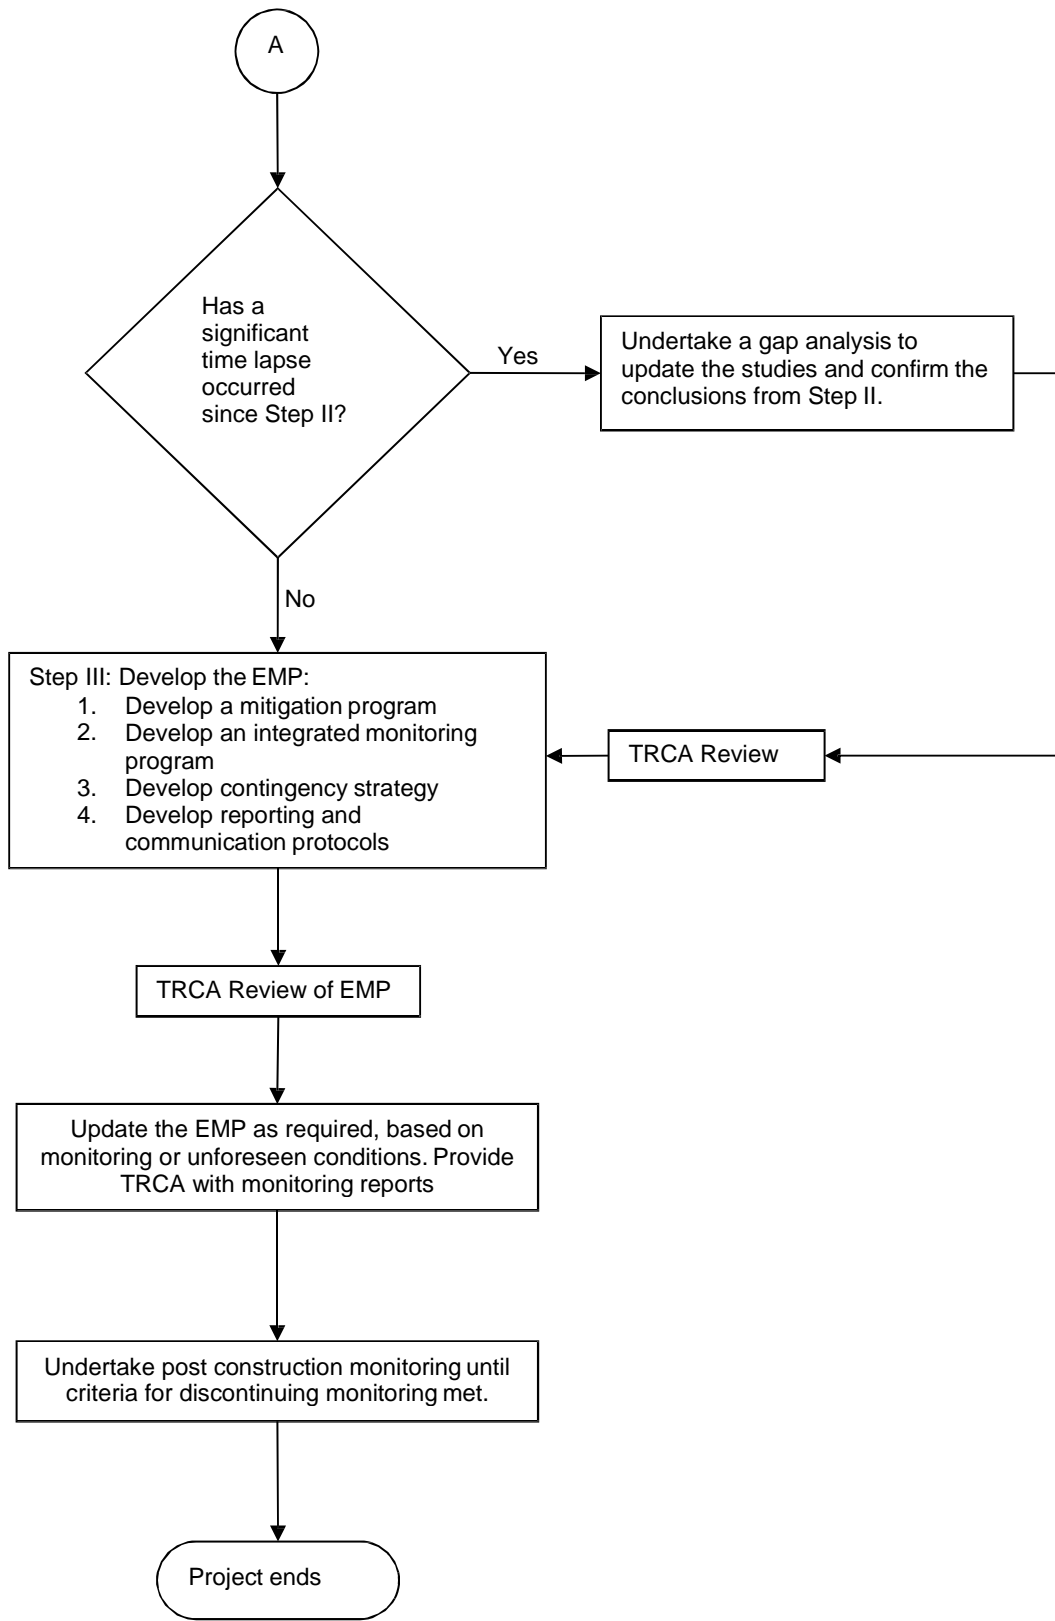 A
Has a
significant
time lapse
occurred
since Step II?
Yes
Undertake a gap analysis to
update the studies and confirm the
conclusions from Step II.
No
Step III: Develop the EMP:
1. Develop a mitigation program
2. Develop an integrated monitoring
program
3. Develop contingency strategy
4. Develop reporting and
communication protocols
TRCA Review
TRCA Review of EMP
Update the EMP as required, based on
monitoring or unforeseen conditions. Provide
TRCA with monitoring reports
Undertake post construction monitoring until
criteria for discontinuing monitoring met.
Project ends